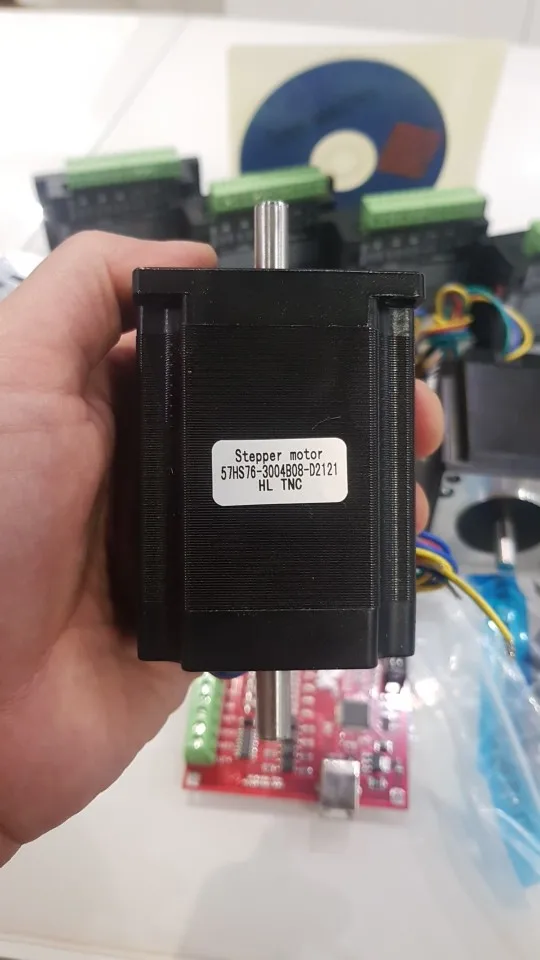 Stepper motor
57HS76-3004B08-D2121
HL TNC